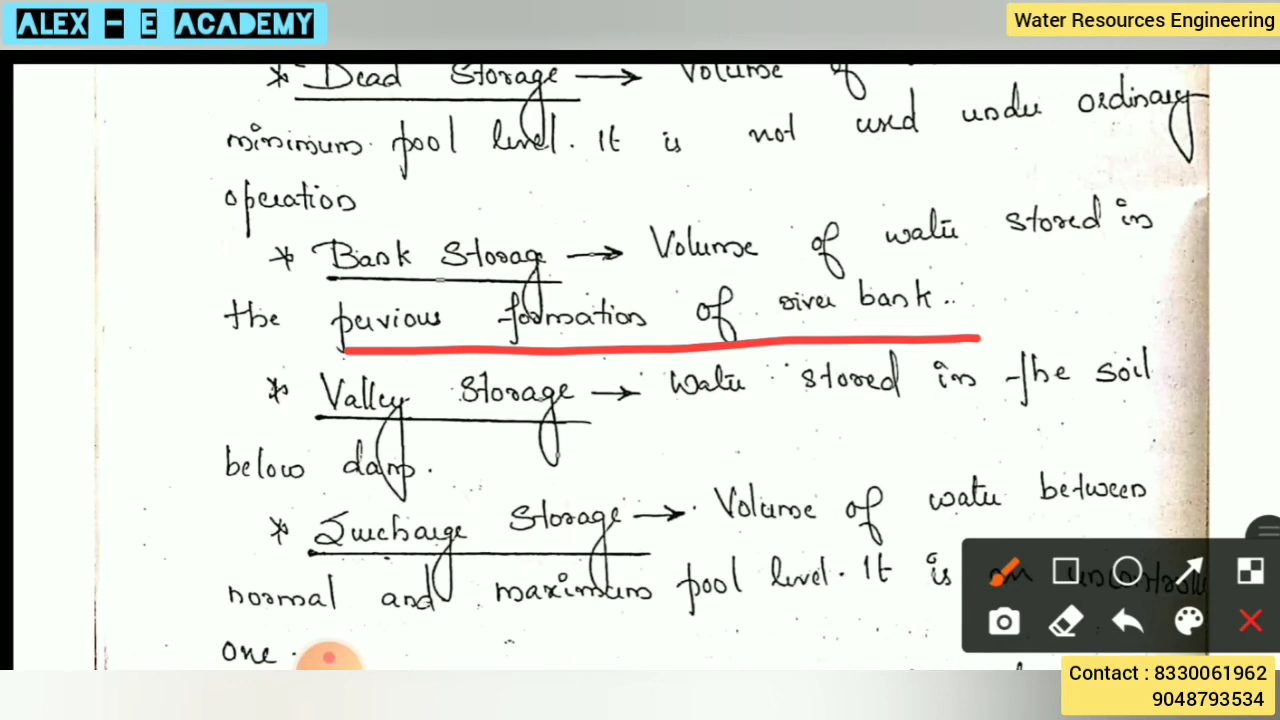 ALEX - E ACADEMY
Water Resources Engineering
* Dead Storage → Volume of
minimum pool level. It is not used under ordinary
operation
* Bank Storage → Volume of water stored in
the pervious formation of river bank..
* Valley Storage → Water stored in the soil
below dam.
* Surcharge Storage → Volume of water between
normal and maximum pool level. It is an
one.
Contact : 8330061962
9048793534